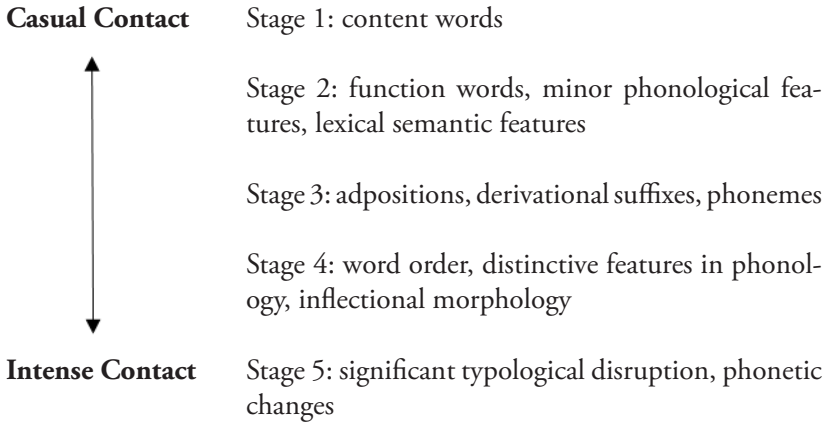 Casual Contact Stage 1: content words
Stage 2: function words, minor phonological fea-
tures, lexical semantic features
Stage 3: adpositions, derivational suffixes, phonemes
Stage 4: word order, distinctive features in phonol-
ogy, inflectional morphology
Intense Contact Stage 5: significant typological disruption, phonetic
changes